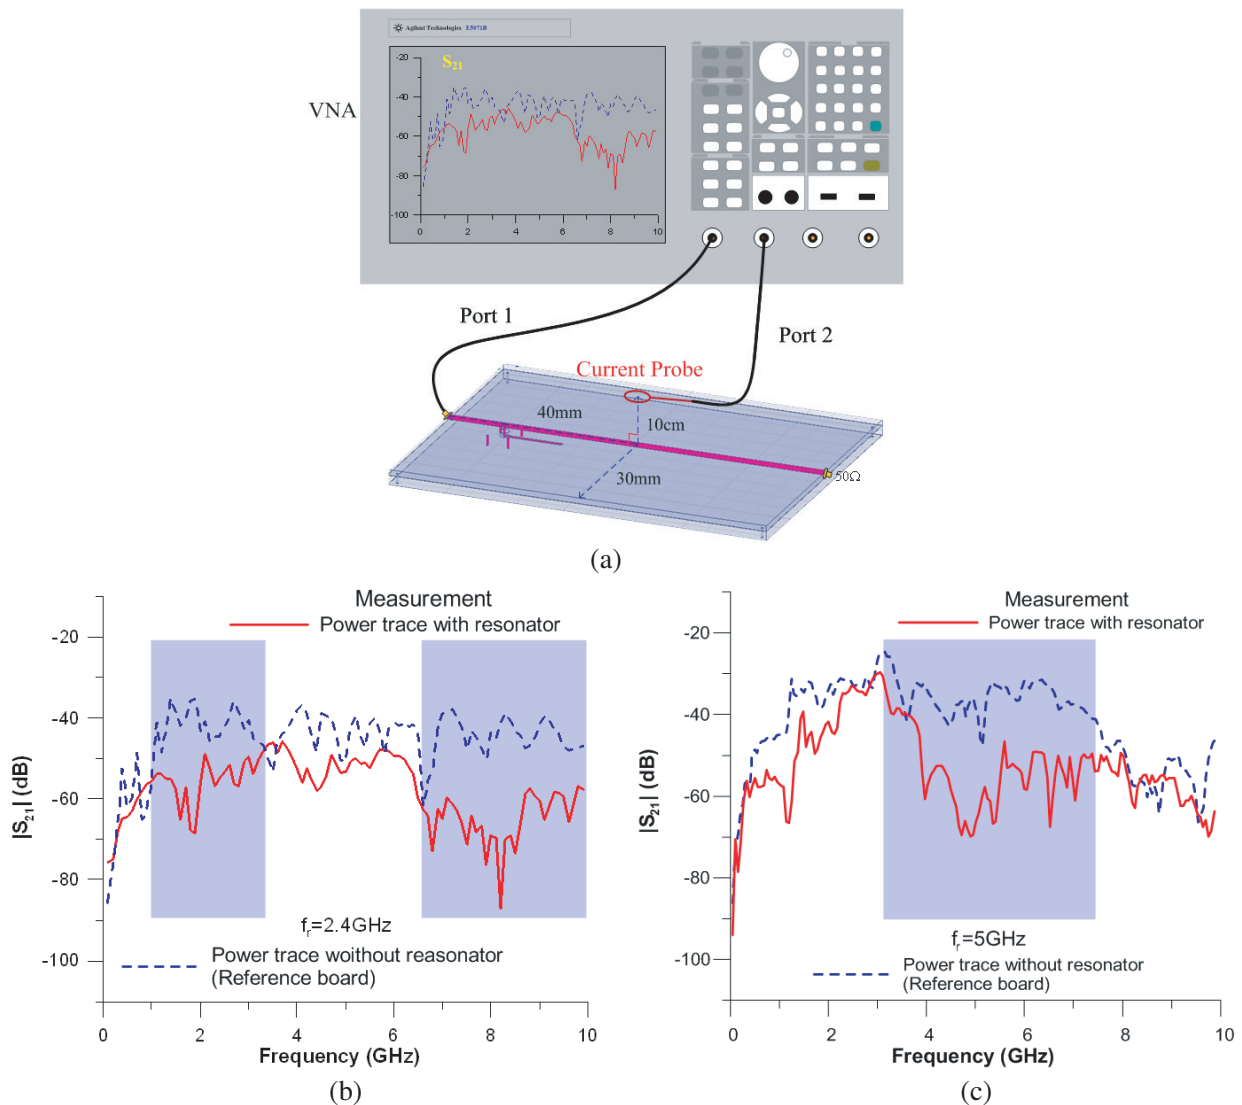 Agilent Technologies E5071B
S21
-20
-40
-60
-80
-100
0 2 4 6 8 10
VNA
Port 1
Port 2
Current Probe
40mm
10cm
30mm
50Ω
(a)
Measurement
Power trace with resonator
-20
-40
-60
-80
-100
|S21| (dB)
fr=2.4GHz
Power trace woithout reasonator
(Reference board)
0 2 4 6 8 10
Frequency (GHz)
(b)
Measurement
Power trace with resonator
-20
-40
-60
-80
-100
|S21| (dB)
fr=5GHz
Power trace without resonator
(Reference board)
0 2 4 6 8 10
Frequency (GHz)
(c)